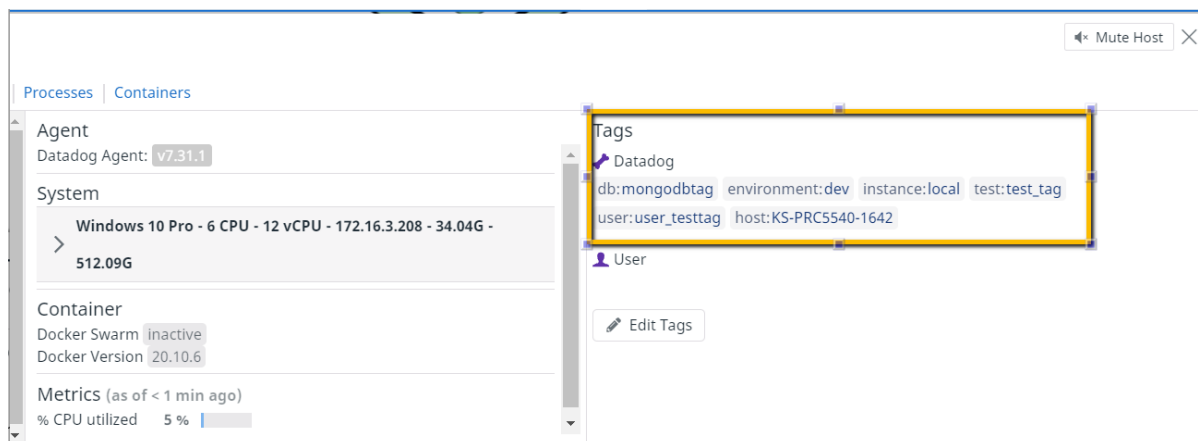 Mute Host
Processes Containers
Agent
Datadog Agent: v7.31.1
System
Windows 10 Pro - 6 CPU - 12 vCPU - 172.16.3.208 - 34.04G -
512.09G
Container
Docker Swarm inactive
Docker Version 20.10.6
Metrics (as of < 1 min ago)
% CPU utilized 5 %
Tags
Datadog
db:mongodbtag environment:dev instance:local test:test_tag
user:user_testtag host:KS-PRC5540-1642
User
Edit Tags